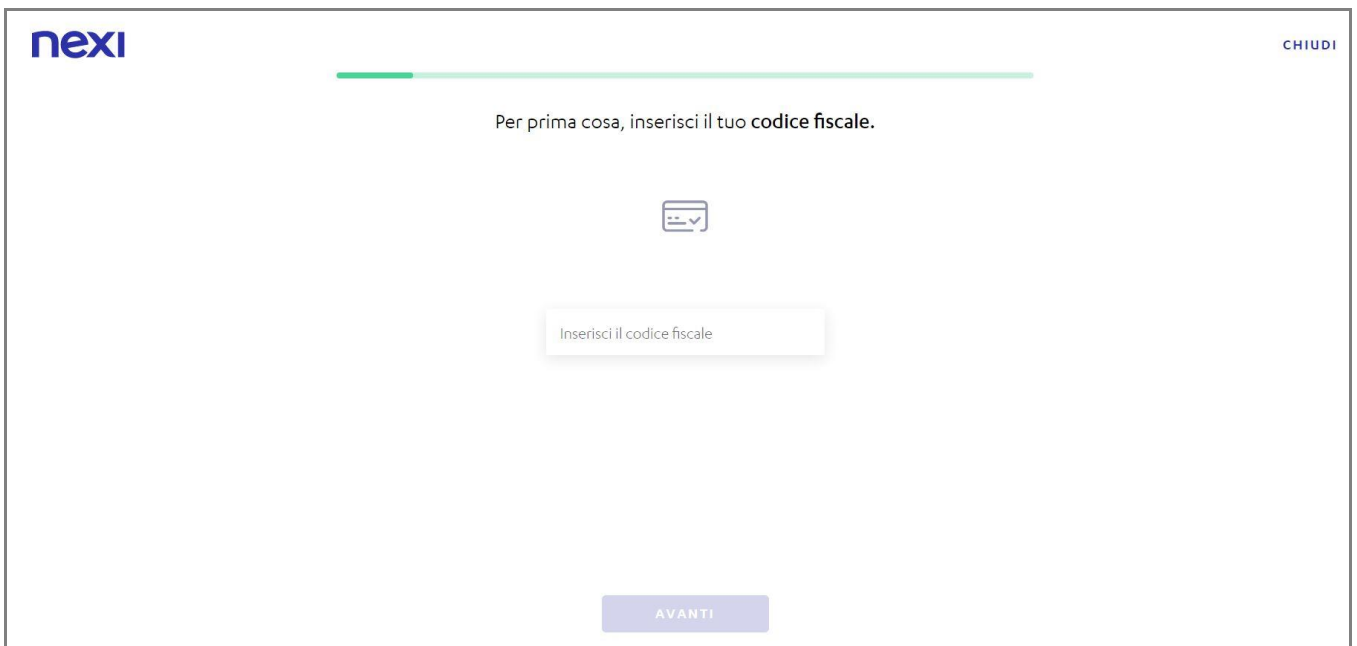 nexi
CHIUDI
Per prima cosa, inserisci il tuo codice fiscale.
Inserisci il codice fiscale
AVANTI